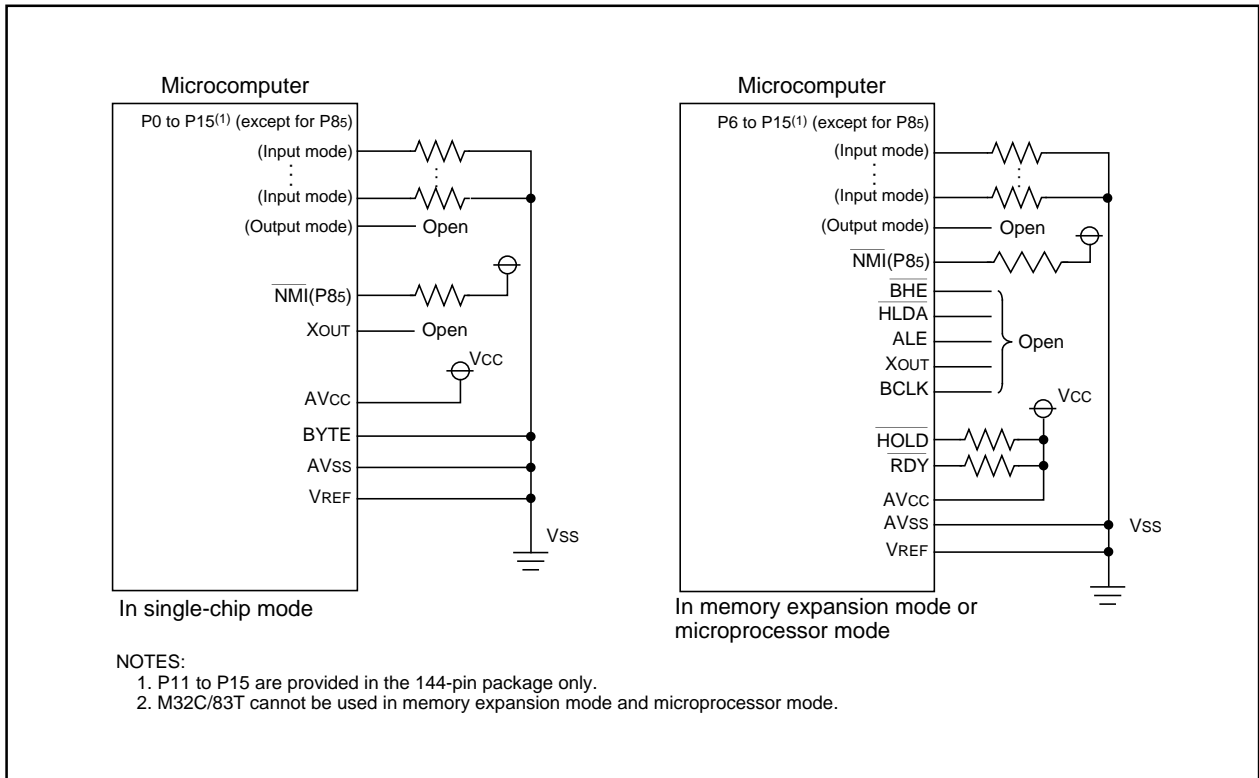 Microcomputer
P0 to P15(1) (except for P85)
(Input mode)
(Input mode)
(Output mode)
Open
NMI(P85)
XOUT
Open
VCC
AVCC
BYTE
AVSS
VREF
VSS
In single-chip mode
Microcomputer
P6 to P15(1) (except for P85)
(Input mode)
(Input mode)
(Output mode)
Open
NMI(P85)
BHE
HLDA
ALE
XOUT
BCLK
Open
VCC
HOLD
RDY
AVCC
AVSS
VREF
VSS
In memory expansion mode or
microprocessor mode
NOTES:
1. P11 to P15 are provided in the 144-pin package only.
2. M32C/83T cannot be used in memory expansion mode and microprocessor mode.